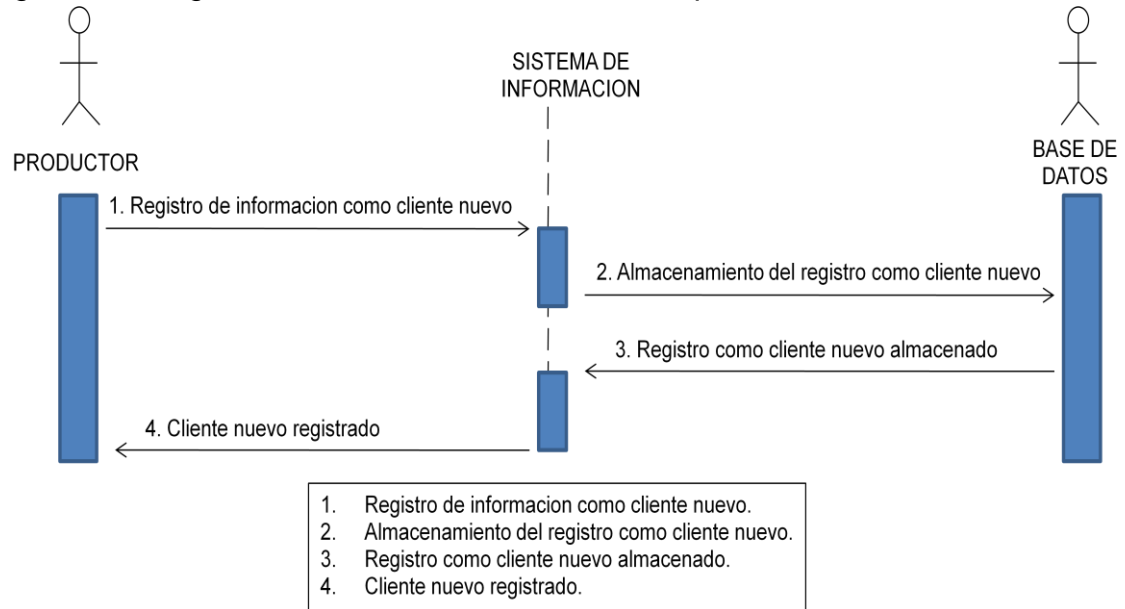 SISTEMA DE
INFORMACION
PRODUCTOR
BASE DE
DATOS
1. Registro de informacion como cliente nuevo
2. Almacenamiento del registro como cliente nuevo
3. Registro como cliente nuevo almacenado
4. Cliente nuevo registrado
1. Registro de informacion como cliente nuevo.
2. Almacenamiento del registro como cliente nuevo.
3. Registro como cliente nuevo almacenado.
4. Cliente nuevo registrado.